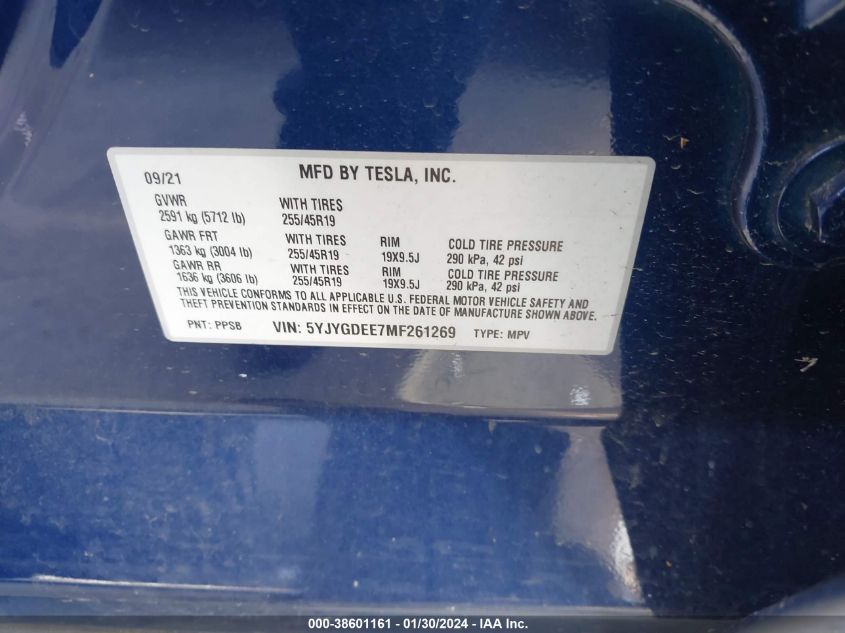 09/21 MFD BY TESLA, INC.
GVWR WITH TIRES
2591 kg (5712 lb) 255/45R19
GAWR FRT WITH TIRES RIM COLD TIRE PRESSURE
1363 kg (3004 lb) 255/45R19 19X9.5J 290 kPa, 42 psi
GAWR RR WITH TIRES RIM COLD TIRE PRESSURE
1636 kg (3606 lb) 255/45R19 19X9.5J 290 kPa, 42 psi
THIS VEHICLE CONFORMS TO ALL APPLICABLE U.S. FEDERAL MOTOR VEHICLE SAFETY AND
THEFT PREVENTION STANDARDS IN EFFECT ON THE DATE OF MANUFACTURE SHOWN ABOVE.
PNT: PPSB VIN: 5YJYGDEE7MF261269 TYPE: MPV
000-38601161 - 01/30/2024 - IAA Inc.